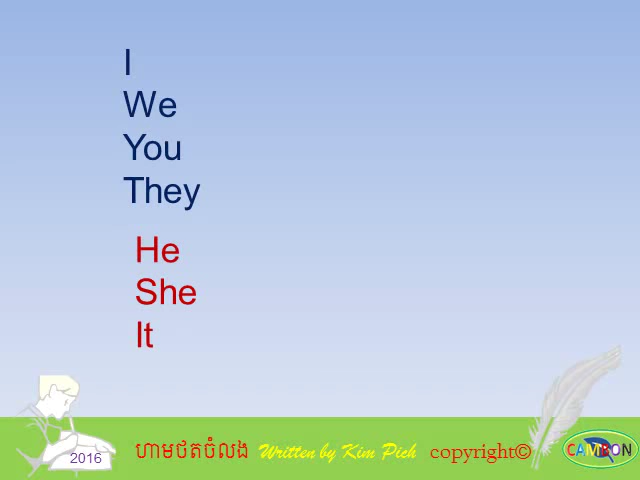 I
We
You
They
He
She
It
2016
ហាមថតចំលង Written by Kim Pich copyright©
CAMBON